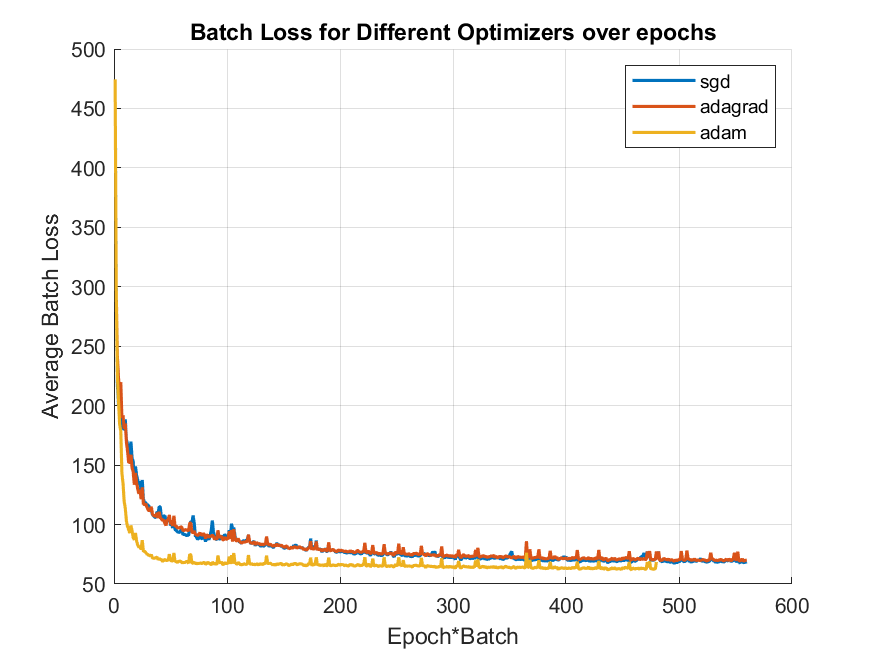 Batch Loss for Different Optimizers over epochs
500
450
400
350
300
250
200
150
100
50
Average Batch Loss
sgd
adagrad
adam
0
100
200
300
400
500
600
Epoch*Batch